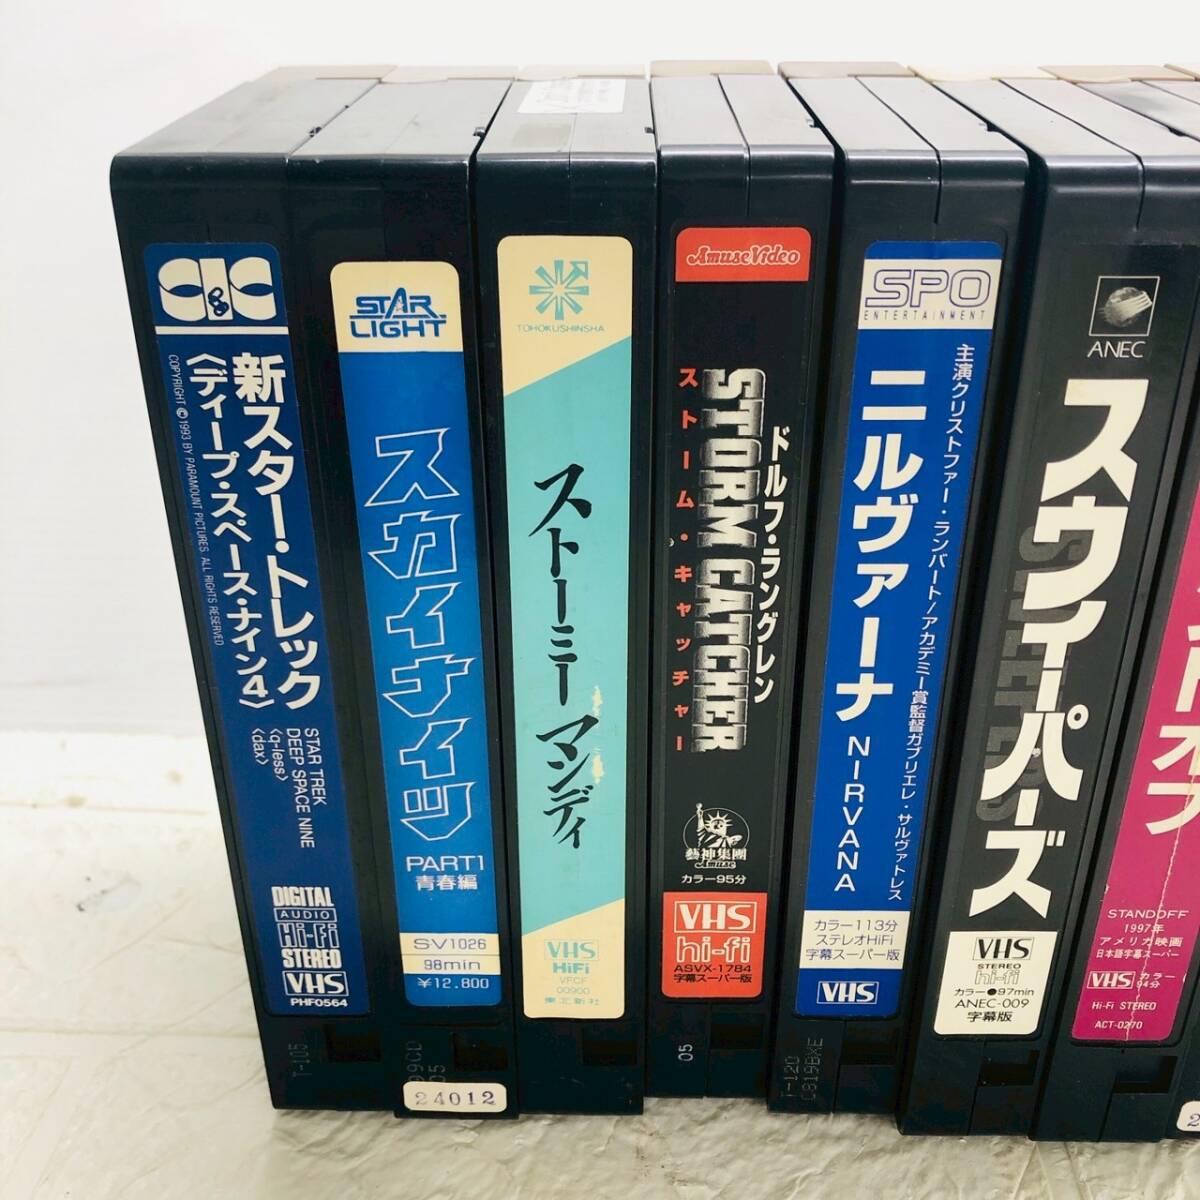 CIC
新スター・トレック
〈ディープ・スペース・ナイン4〉
COPYRIGHT ©1993 BY PARAMOUNT PICTURES. ALL RIGHTS RESERVED
STAR TREK
DEEP SPACE NINE
〈q-less〉
〈dax〉
DIGITAL
AUDIO
Hi-Fi
STEREO
VHS
PHF0564
T-105
STAR
LIGHT
スカイナイツ
PART1
青春編
SV1026
98min
¥12,800
24012
TOHOKUSHINSHA
ストーミー マンディ
VHS
HiFi
VFCF
00900
東北新社
Amuse Video
ドルフ・ラングレン
STORM CATCHER
ストーム・キャッチャー
藝神集團
Amuse
カラー95分
VHS
hi-fi
ASVX-1784
字幕スーパー版
05
SPO
ENTERTAINMENT
主演クリストファー・ランバート/アカデミー賞監督ガブリエレ・サルヴァトレス
ニルヴァーナ
NIRVANA
カラー113分
ステレオHiFi
字幕スーパー版
VHS
T-120
C819BXE
ANEC
スウィーパーズ
VHS
STEREO
hi-fi
カラー●97min
ANEC-009
字幕版
STANDOFF
1997年
アメリカ映画
日本語字幕スーパー
VHS カラー
94分
Hi-Fi STEREO
ACT-0270